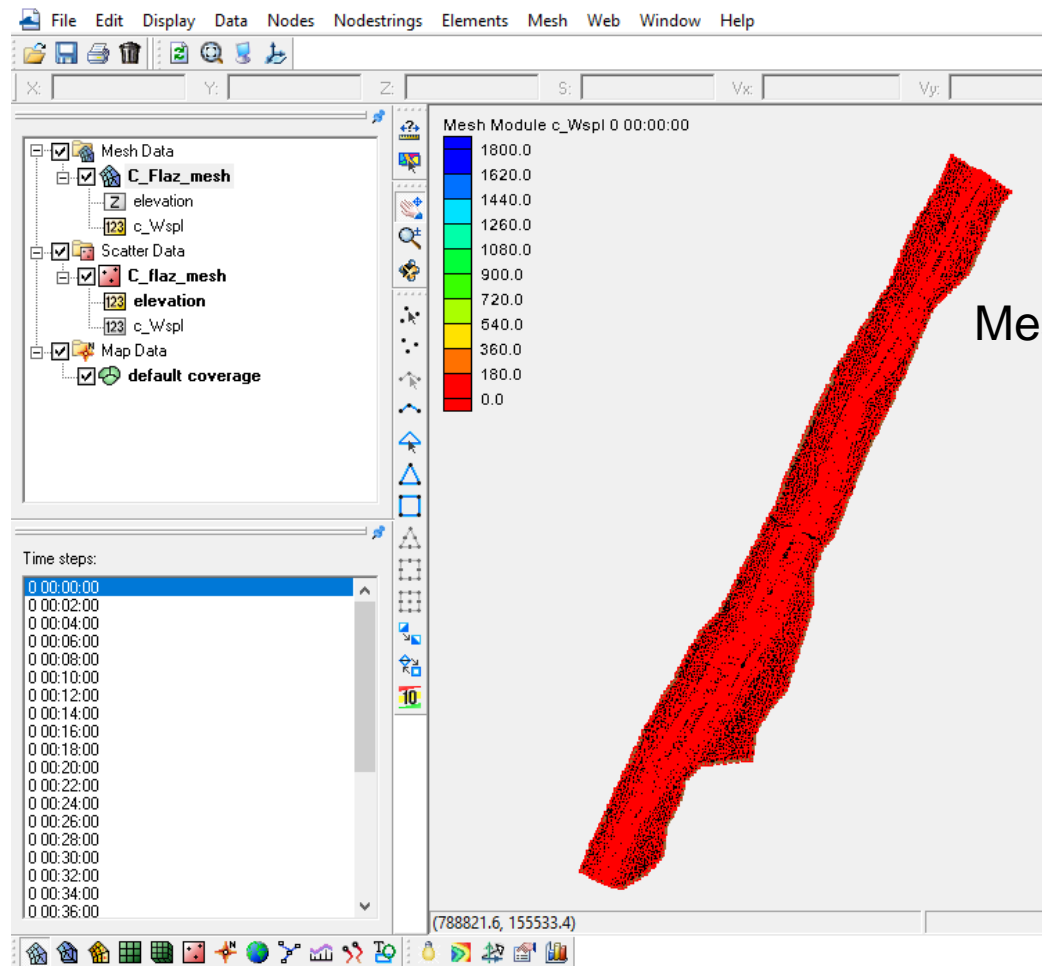 File Edit Display Data Nodes Nodestrings Elements Mesh Web Window Help
X: Y: Z: S: Vx: Vy:
Mesh Data
C_Flaz_mesh
Z elevation
123 c_Wspl
Scatter Data
C_flaz_mesh
123 elevation
123 c_Wspl
Map Data
default coverage
Time steps:
0 00:00:00
0 00:02:00
0 00:04:00
0 00:06:00
0 00:08:00
0 00:10:00
0 00:12:00
0 00:14:00
0 00:16:00
0 00:18:00
0 00:20:00
0 00:22:00
0 00:24:00
0 00:26:00
0 00:28:00
0 00:30:00
0 00:32:00
0 00:34:00
0 00:36:00
10
Mesh Module c_Wspl 0 00:00:00
1800.0
1620.0
1440.0
1260.0
1080.0
900.0
720.0
540.0
360.0
180.0
0.0
Me
(788821.6, 155533.4)